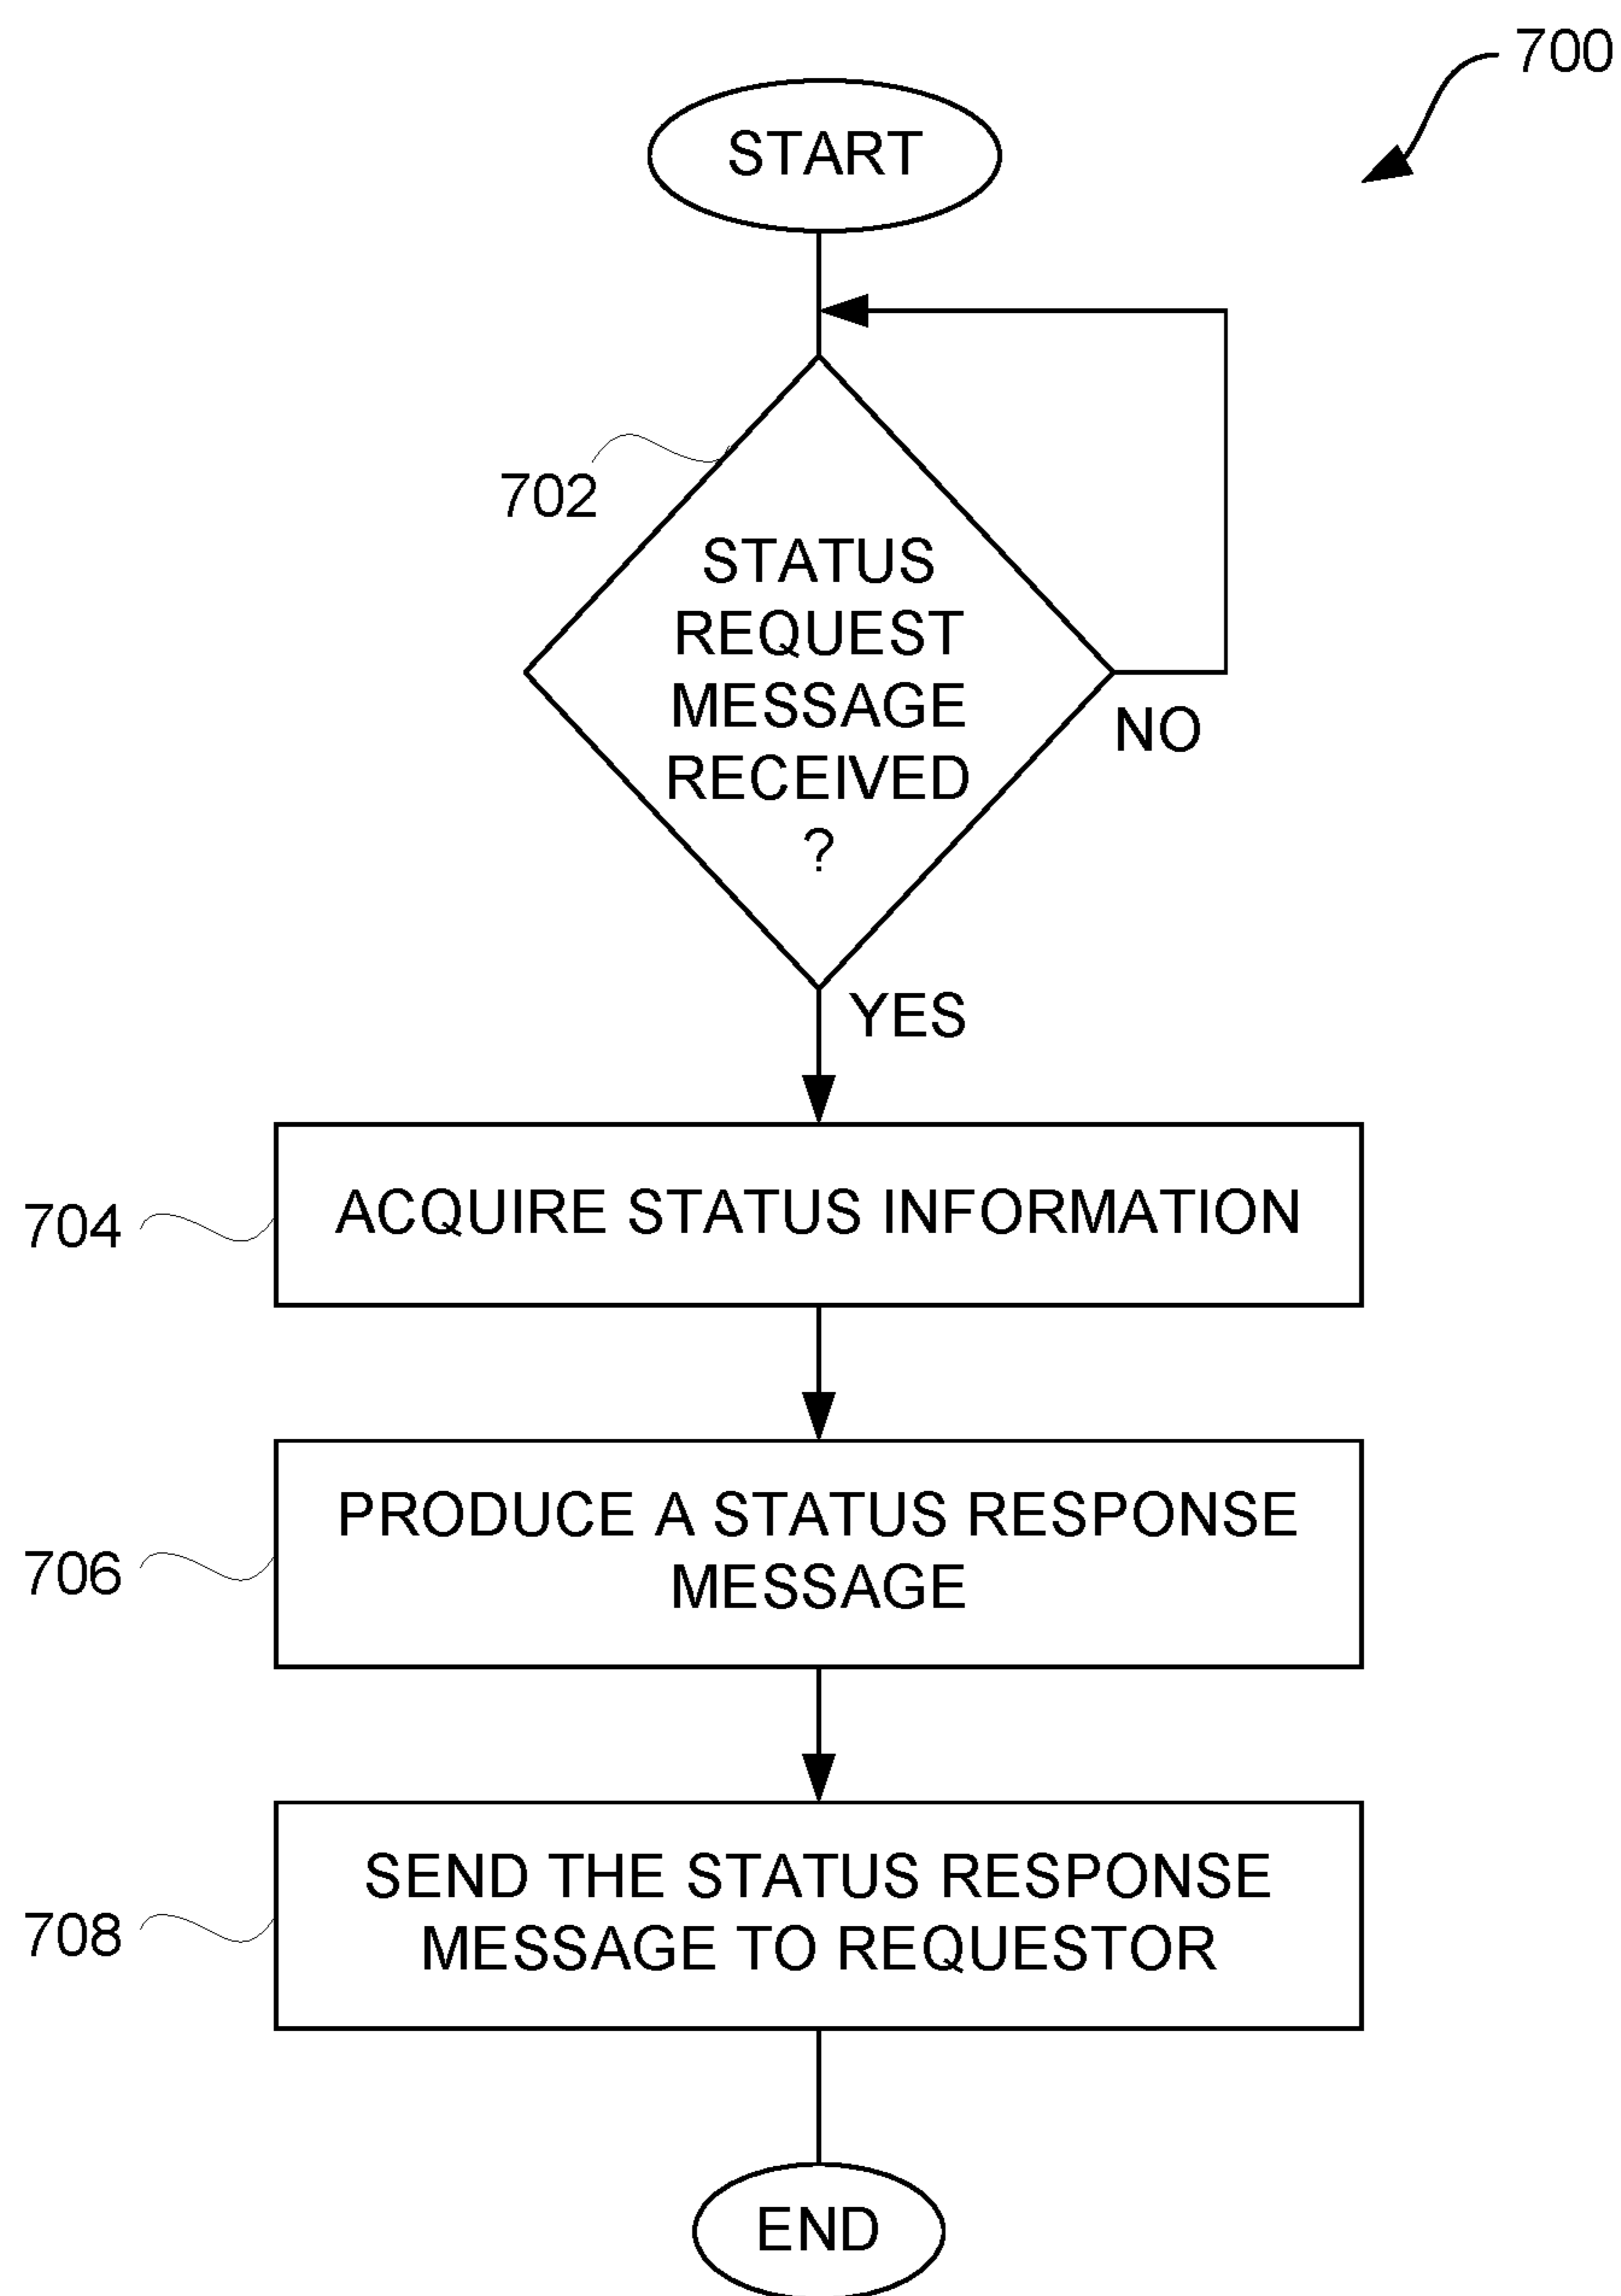 700
START
702
STATUS
REQUEST
MESSAGE
RECEIVED
?
NO
YES
704
ACQUIRE STATUS INFORMATION
706
PRODUCE A STATUS RESPONSE
MESSAGE
708
SEND THE STATUS RESPONSE
MESSAGE TO REQUESTOR
END